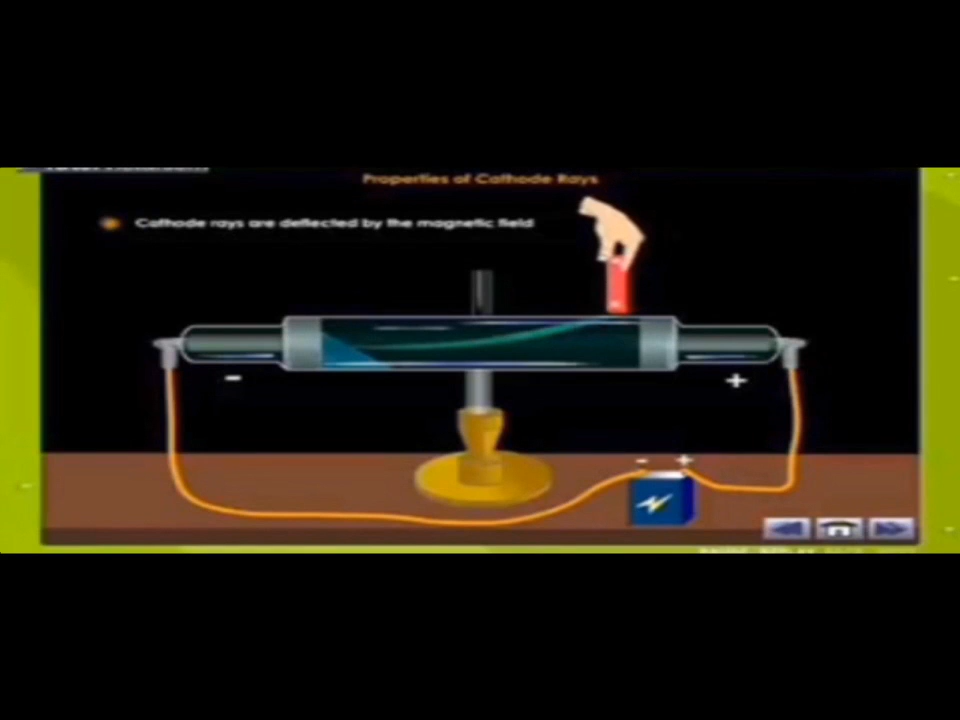 Properties of Cathode Rays
Cathode rays are deflected by the magnetic field
-
+
- +